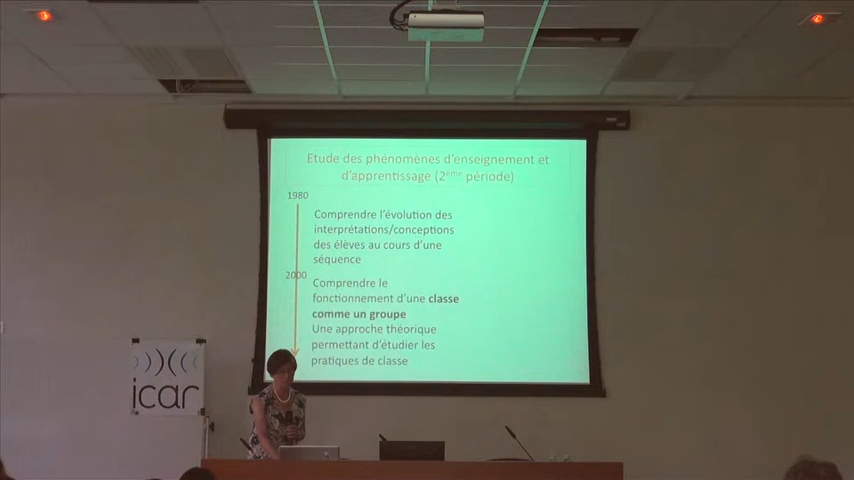 Etude des phénomènes d'enseignement et
d'apprentissage (2ème période)
1980
Comprendre l'évolution des
interprétations/conceptions
des élèves au cours d'une
séquence
2000
Comprendre le
fonctionnement d'une classe
comme un groupe
Une approche théorique
permettant d'étudier les
pratiques de classe
icar